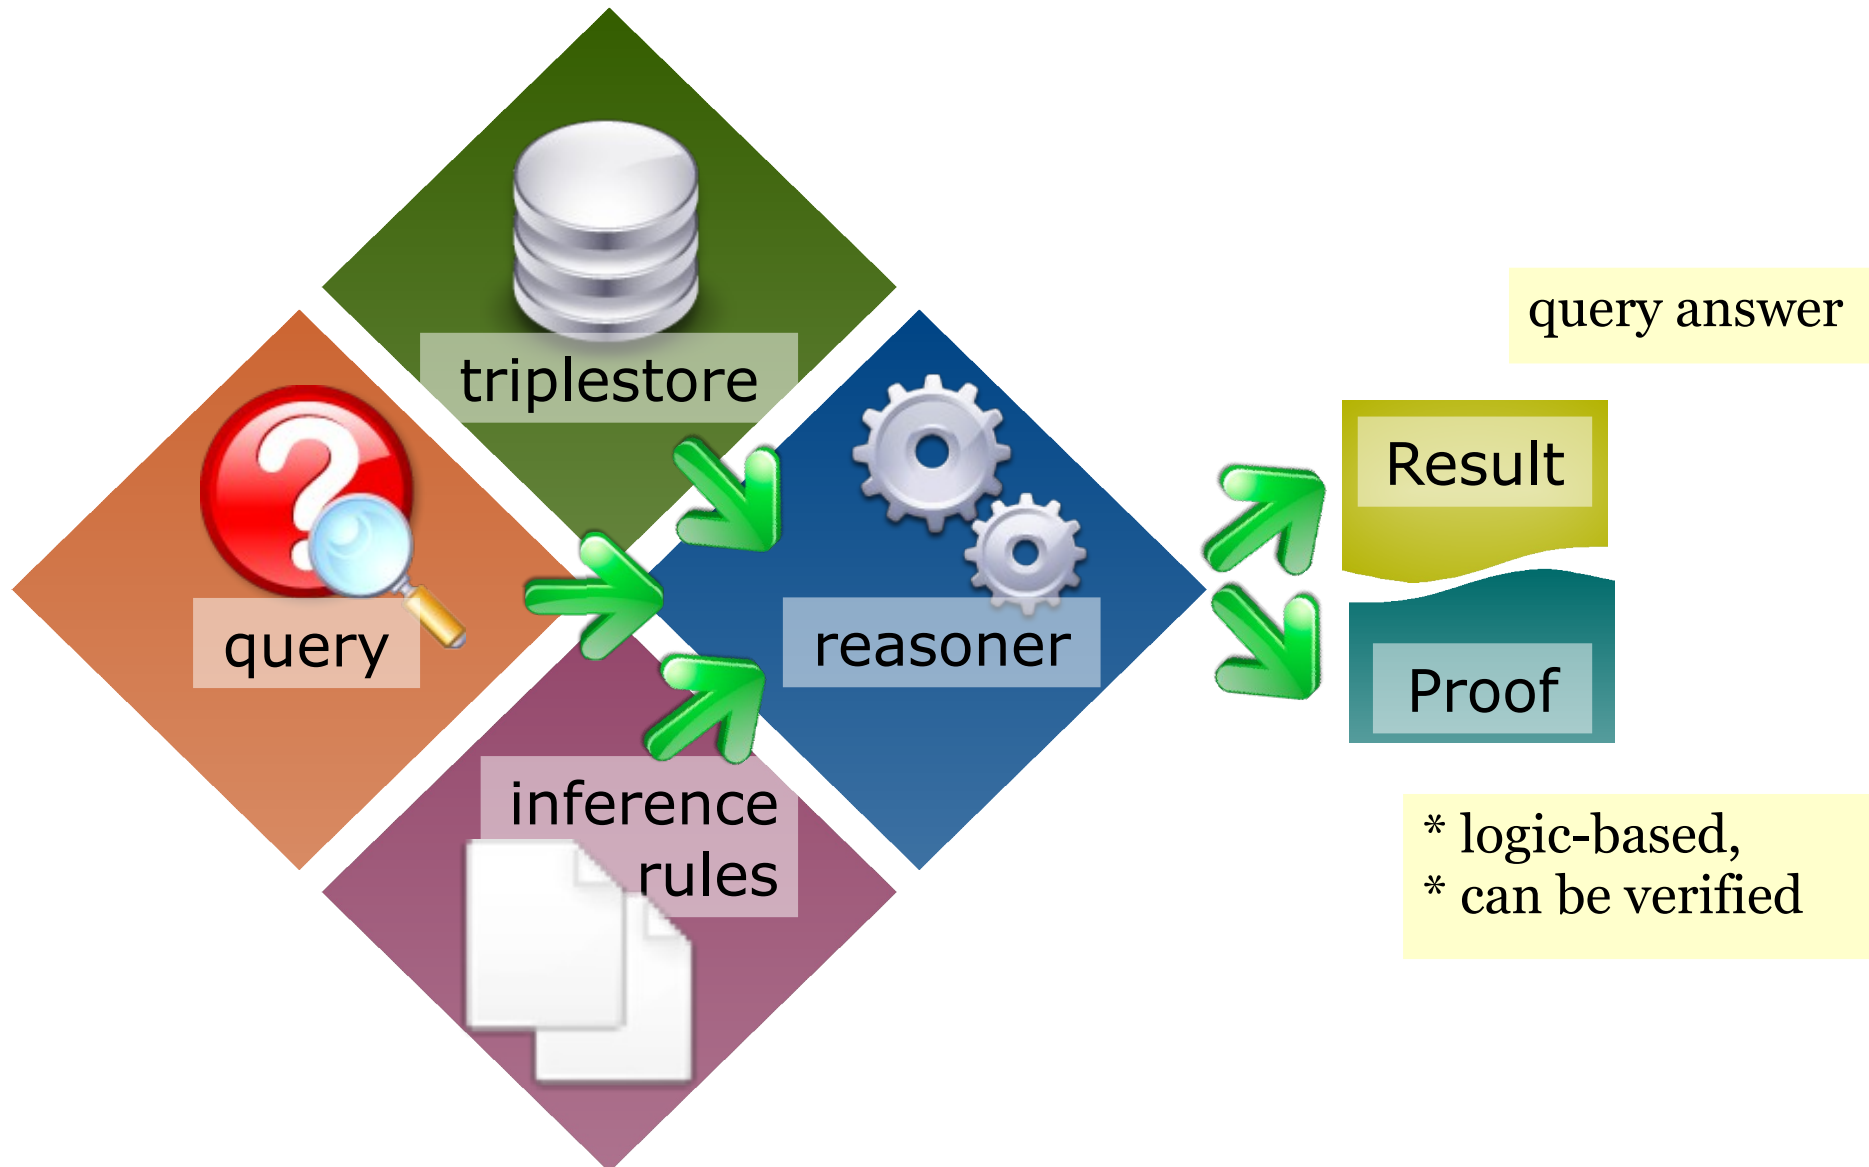 triplestore
query
reasoner
inference
rules
query answer
Result
Proof
* logic-based,
* can be verified